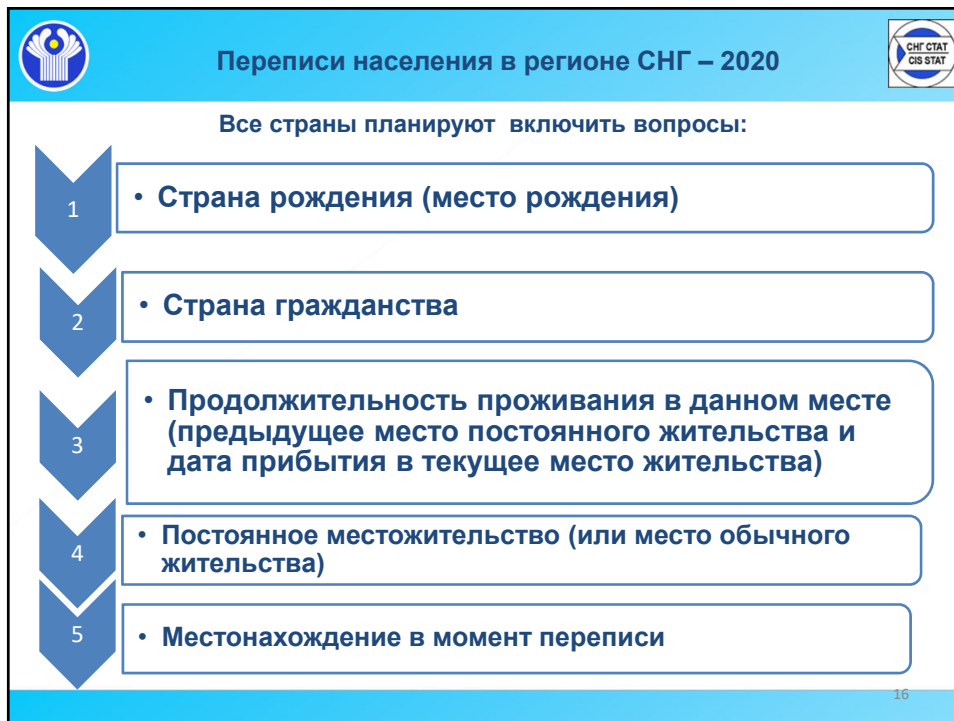 Переписи населения в регионе СНГ – 2020
СНГ СТАТ
CIS STAT
Все страны планируют включить вопросы:
1
• Страна рождения (место рождения)
2
• Страна гражданства
3
• Продолжительность проживания в данном месте
(предыдущее место постоянного жительства и
дата прибытия в текущее место жительства)
4
• Постоянное местожительство (или место обычного
жительства)
5
• Местонахождение в момент переписи
16